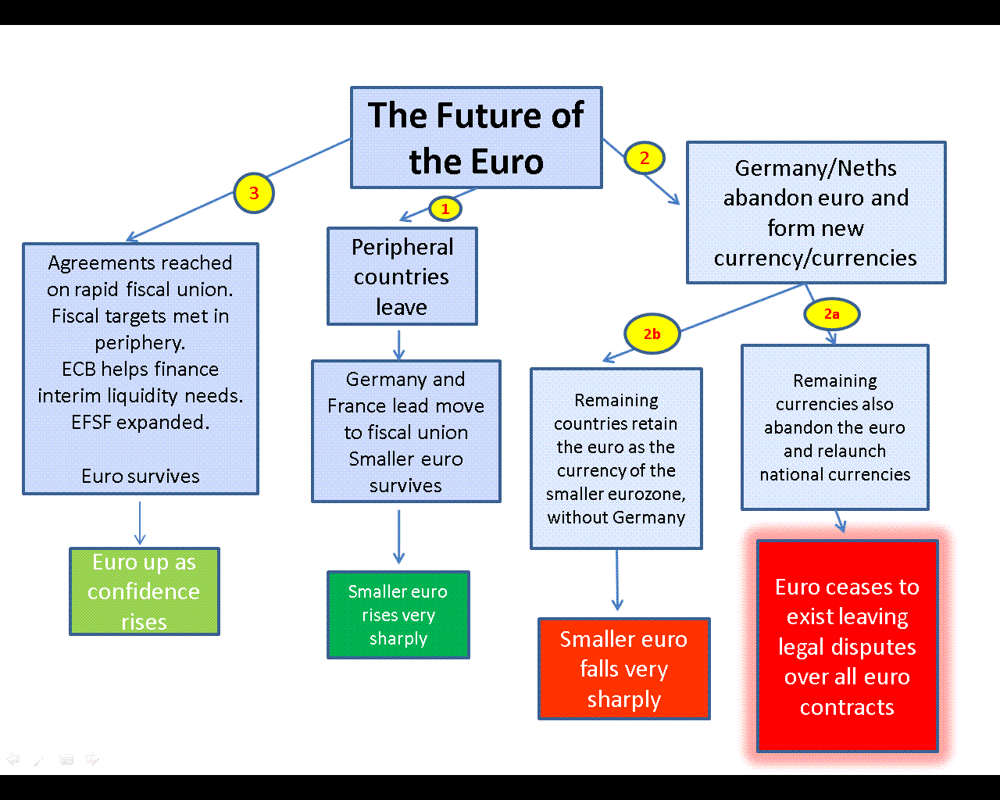 The Future of
the Euro
3
1
2
Agreements reached
on rapid fiscal union.
Fiscal targets met in
periphery.
ECB helps finance
interim liquidity needs.
EFSF expanded.
Euro survives
Euro up as
confidence
rises
Peripheral
countries
leave
Germany and
France lead move
to fiscal union
Smaller euro
survives
Smaller euro
rises very
sharply
Germany/Neths
abandon euro and
form new
currency/currencies
2b
2a
Remaining
countries retain
the euro as the
currency of the
smaller eurozone,
without Germany
Smaller euro
falls very
sharply
Remaining
currencies also
abandon the euro
and relaunch
national currencies
Euro ceases to
exist leaving
legal disputes
over all euro
contracts